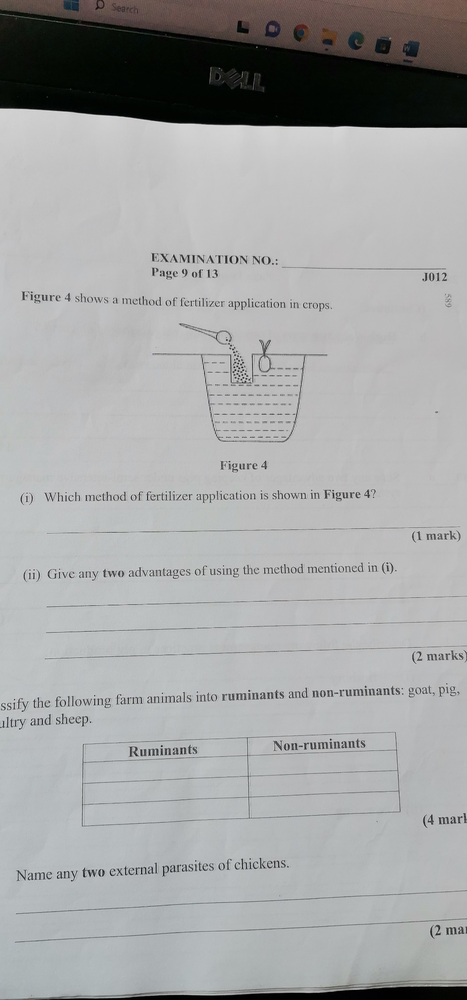 Search
DELL
EXAMINATION NO.:
Page 9 of 13
J012
589
Figure 4 shows a method of fertilizer application in crops.
Figure 4
(i) Which method of fertilizer application is shown in Figure 4?
(1 mark)
(ii) Give any two advantages of using the method mentioned in (i).
(2 marks)
ssify the following farm animals into ruminants and non-ruminants: goat, pig,
ultry and sheep.
Ruminants Non-ruminants
(4 mark
Name any two external parasites of chickens.
(2 mar